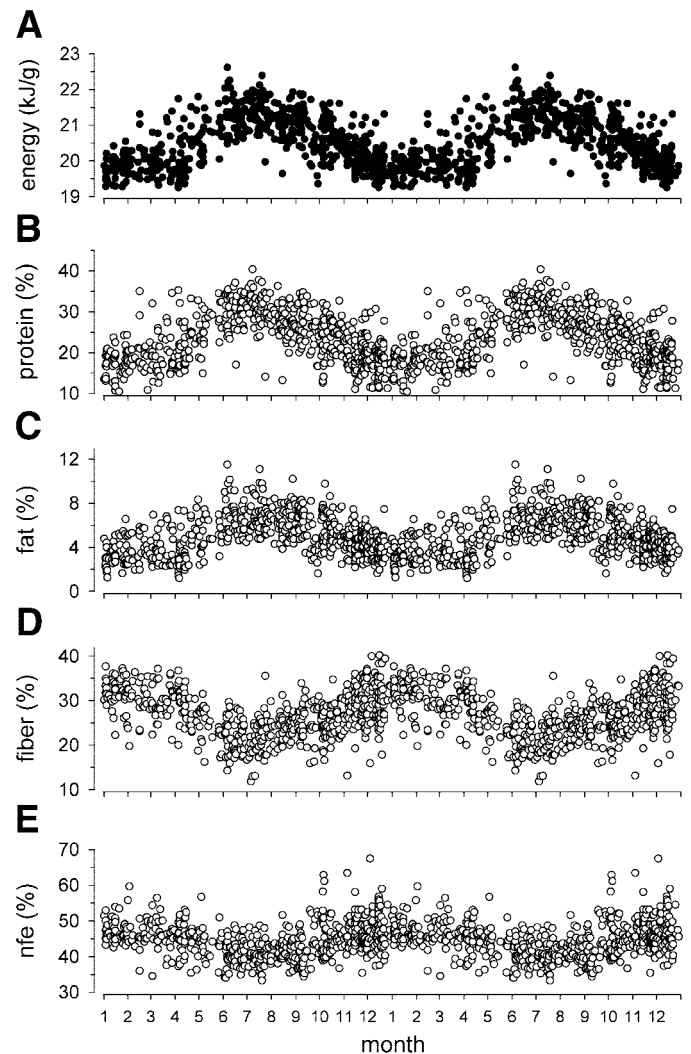 A
energy (kJ/g)
23
22
21
20
19
B
protein (%)
40
30
20
10
C
fat (%)
12
8
4
0
D
fiber (%)
40
30
20
10
E
nfe (%)
70
60
50
40
30
1 2 3 4 5 6 7 8 9 10 11 12 1 2 3 4 5 6 7 8 9 10 11 12
month